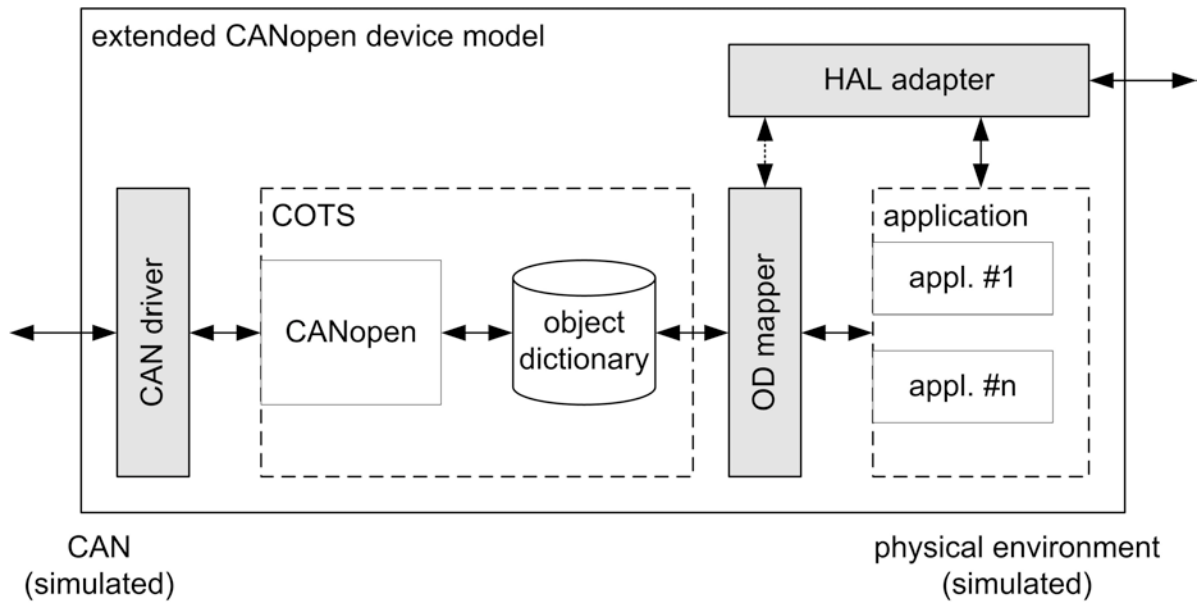 extended CANopen device model
HAL adapter
CAN driver
COTS
CANopen
object
dictionary
OD mapper
application
appl. #1
appl. #n
CAN
(simulated)
physical environment
(simulated)